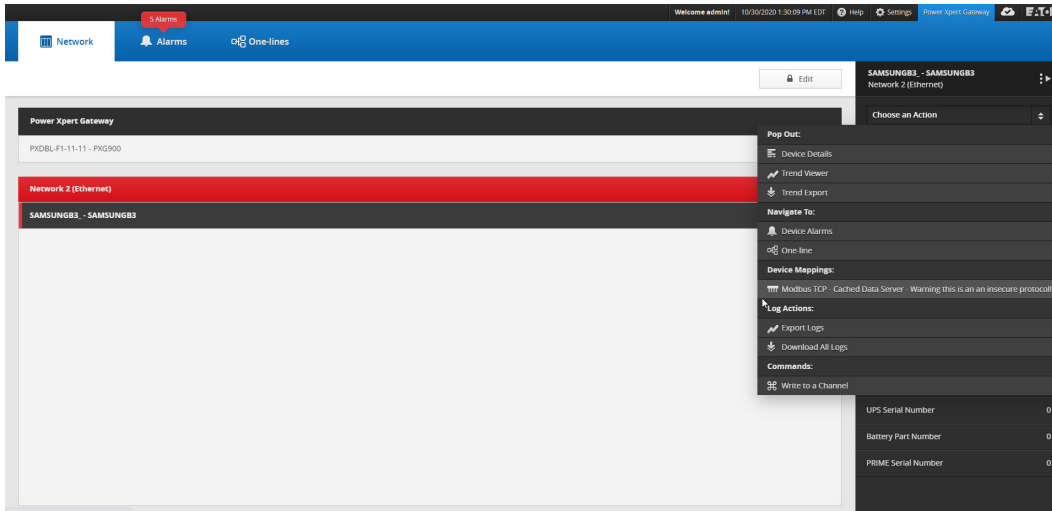 Welcome admin! 10/30/2020 1:30:09 PM EDT Help Settings Power Xpert Gateway
5 Alarms
Network Alarms One-lines
Edit
SAMSUNGB3_ - SAMSUNGB3
Network 2 (Ethernet)
Choose an Action
Power Xpert Gateway
PXDBL-F1-11-11 - PXG900
Network 2 (Ethernet)
SAMSUNGB3_ - SAMSUNGB3
Pop Out:
Device Details
Trend Viewer
Trend Export
Navigate To:
Device Alarms
One-line
Device Mappings:
Modbus TCP - Cached Data Server - Warning this is an an insecure protocol!
Log Actions:
Export Logs
Download All Logs
Commands:
Write to a Channel
UPS Serial Number 0
Battery Part Number 0
PRIME Serial Number 0